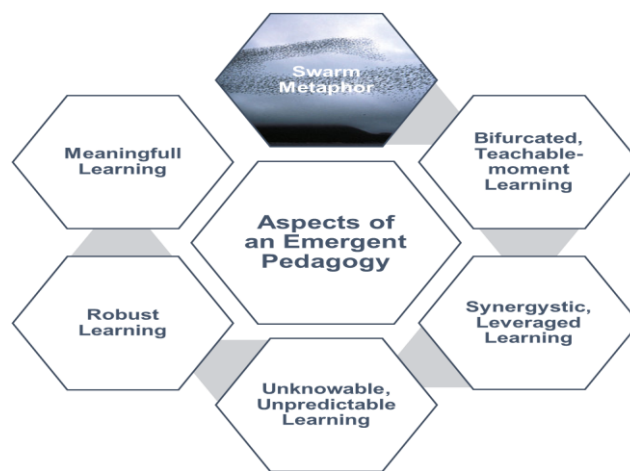 Swarm
Metaphor
Bifurcated,
Teachable-
moment
Learning
Synergystic,
Leveraged
Learning
Unknowable,
Unpredictable
Learning
Robust
Learning
Meaningfull
Learning
Aspects of
an Emergent
Pedagogy